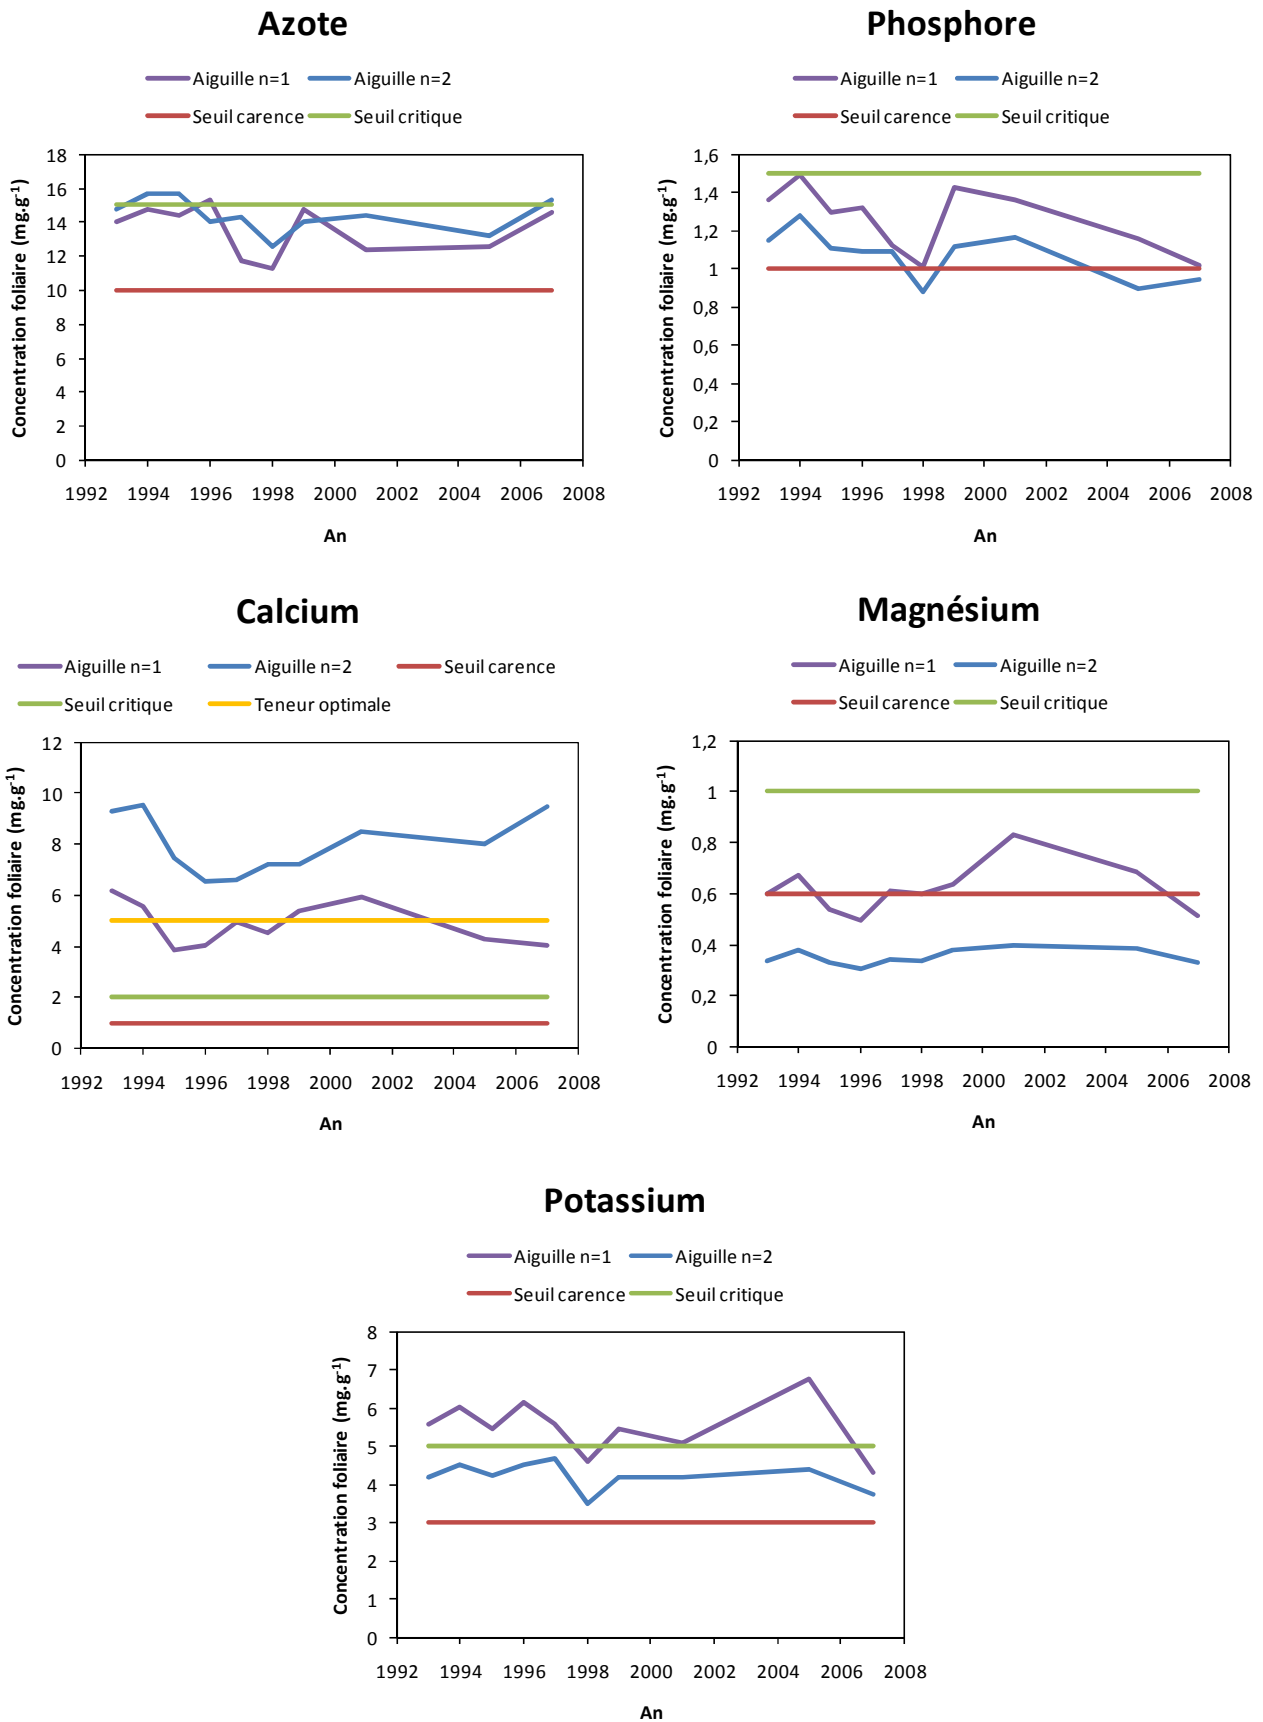 Azote
Aiguille n=1 Aiguille n=2
Seuil carence Seuil critique
Concentration foliaire (mg.g-1)
18
16
14
12
10
8
6
4
2
0
1992 1994 1996 1998 2000 2002 2004 2006 2008
An
Phosphore
Aiguille n=1 Aiguille n=2
Seuil carence Seuil critique
Concentration foliaire (mg.g-1)
1,6
1,4
1,2
1
0,8
0,6
0,4
0,2
0
1992 1994 1996 1998 2000 2002 2004 2006 2008
An
Calcium
Aiguille n=1 Aiguille n=2 Seuil carence
Seuil critique Teneur optimale
Concentration foliaire (mg.g-1)
12
10
8
6
4
2
0
1992 1994 1996 1998 2000 2002 2004 2006 2008
An
Magnésium
Aiguille n=1 Aiguille n=2
Seuil carence Seuil critique
Concentration foliaire (mg.g-1)
1,2
1
0,8
0,6
0,4
0,2
0
1992 1994 1996 1998 2000 2002 2004 2006 2008
An
Potassium
Aiguille n=1 Aiguille n=2
Seuil carence Seuil critique
Concentration foliaire (mg.g-1)
8
7
6
5
4
3
2
1
0
1992 1994 1996 1998 2000 2002 2004 2006 2008
An